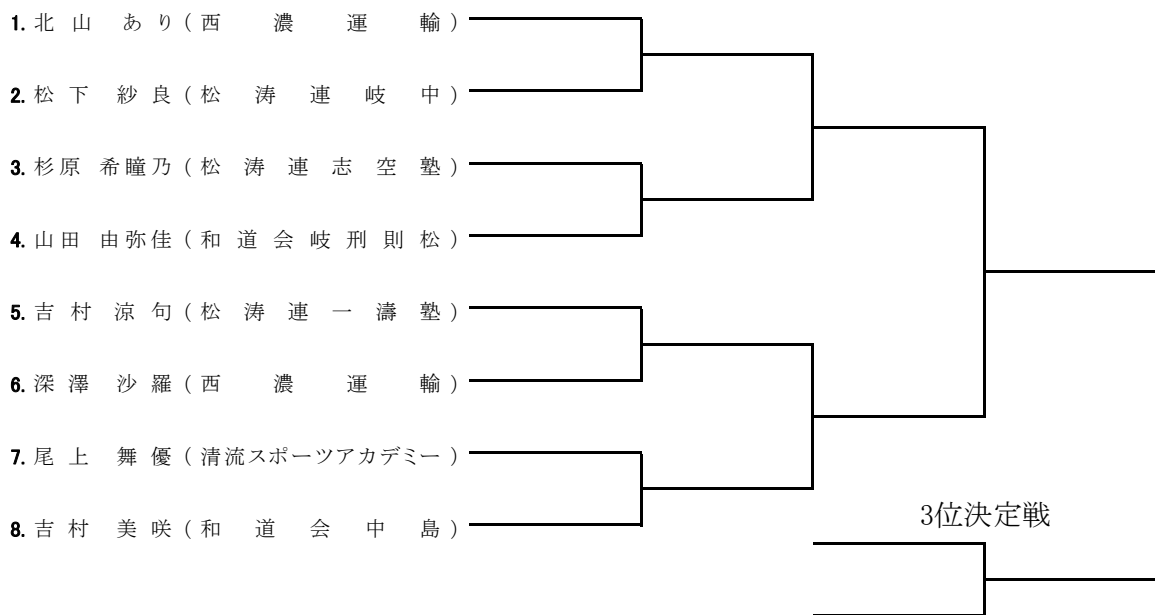 1. 北山 あり(西濃運輸)
2. 松下 紗良(松涛連岐中)
3. 杉原 希瞳乃(松涛連志空塾)
4. 山田 由弥佳(和道会岐刑則松)
5. 吉村 涼句(松涛連一濤塾)
6. 深澤 沙羅(西濃運輸)
7. 尾上 舞優(清流スポーツアカデミー)
8. 吉村 美咲(和道会中島)
3位決定戦